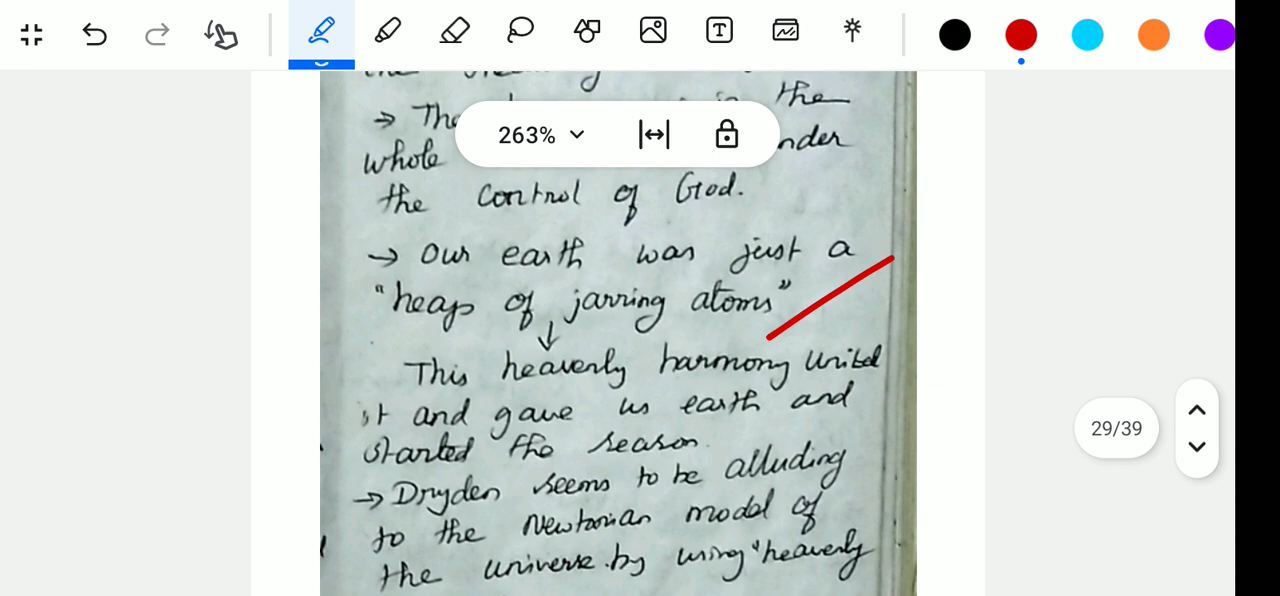 263%
→ The the
whole under
the control of God.
→ Our earth was just a
"heap of jarring atoms"
↓
This heavenly harmony united
it and gave us earth and
started the season.
→ Dryden seems to be alluding
to the Newtonian model of
the universe by using "heavenly
29/39